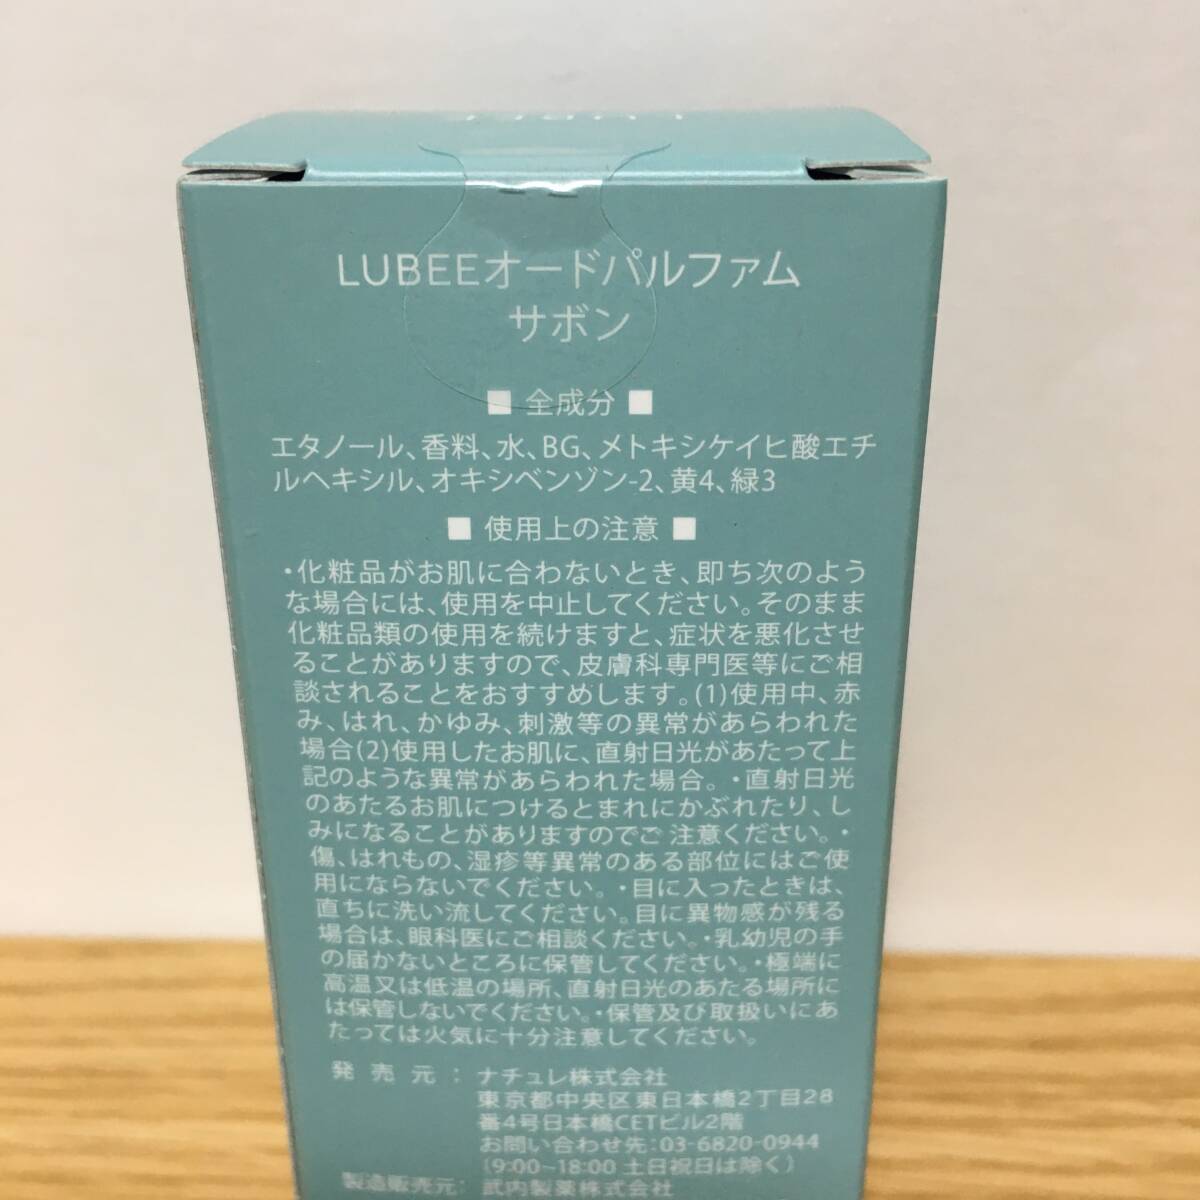 LUBEEオードパルファム
サボン
■ 全成分 ■
エタノール、香料、水、BG、メトキシケイヒ酸エチ
ルヘキシル、オキシベンゾン-2、黄4、緑3
■ 使用上の注意 ■
・化粧品がお肌に合わないとき、即ち次のよう
な場合には、使用を中止してください。そのまま
化粧品類の使用を続けますと、症状を悪化させ
ることがありますので、皮膚科専門医等にご相
談されることをおすすめします。(1)使用中、赤
み、はれ、かゆみ、刺激等の異常があらわれた
場合(2)使用したお肌に、直射日光があたって上
記のような異常があらわれた場合。・直射日光
のあたるお肌につけるとまれにかぶれたり、し
みになることがありますのでご注意ください。・
傷、はれもの、湿疹等異常のある部位にはご使
用にならないでください。・目に入ったときは、
直ちに洗い流してください。目に異物感が残る
場合は、眼科医にご相談ください。・乳幼児の手
の届かないところに保管してください。・極端に
高温又は低温の場所、直射日光のあたる場所に
は保管しないでください。・保管及び取扱いにあ
たっては火気に十分注意してください。
発売元：ナチュレ株式会社
東京都中央区東日本橋2丁目28
番4号日本橋CETビル2階
お問い合わせ先：03-6820-0944
(9:00~18:00 土日祝日は除く)
製造販売元：武内製薬株式会社